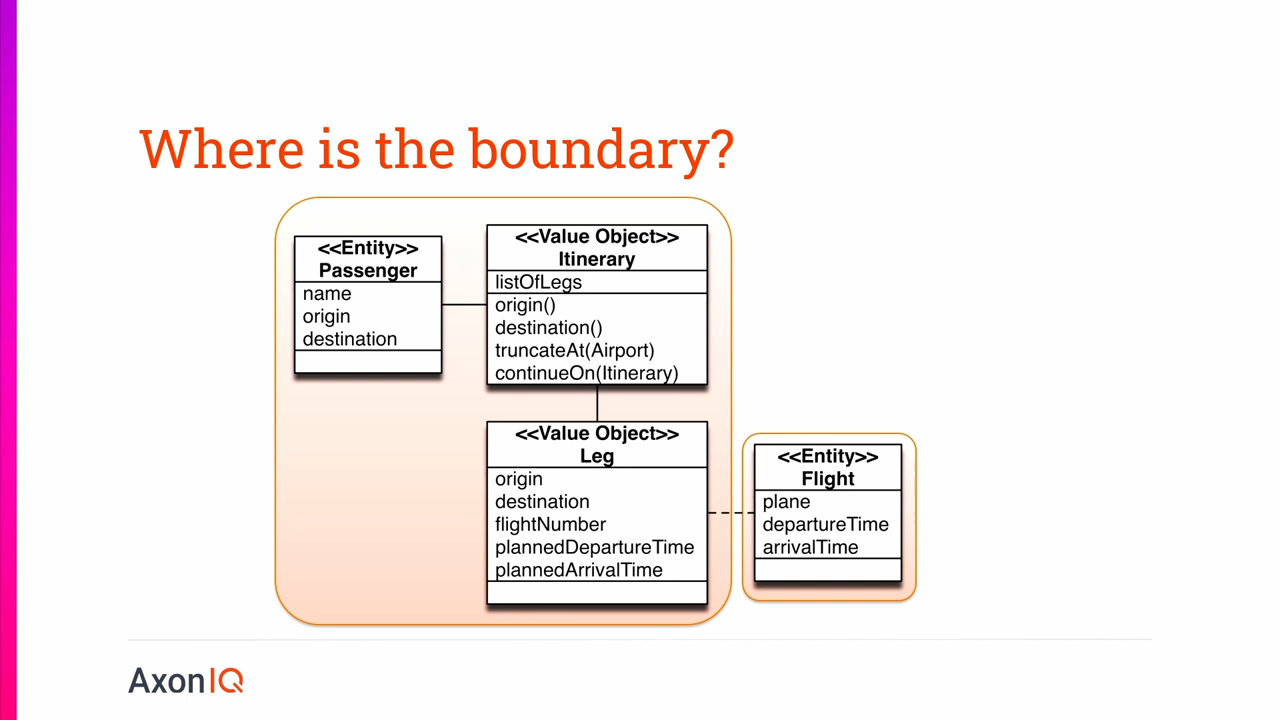 Where is the boundary?
<<Entity>>
Passenger
name
origin
destination
<<Value Object>>
Itinerary
listOfLegs
origin()
destination()
truncateAt(Airport)
continueOn(Itinerary)
<<Value Object>>
Leg
origin
destination
flightNumber
plannedDepartureTime
plannedArrivalTime
<<Entity>>
Flight
plane
departureTime
arrivalTime
AxonIQ